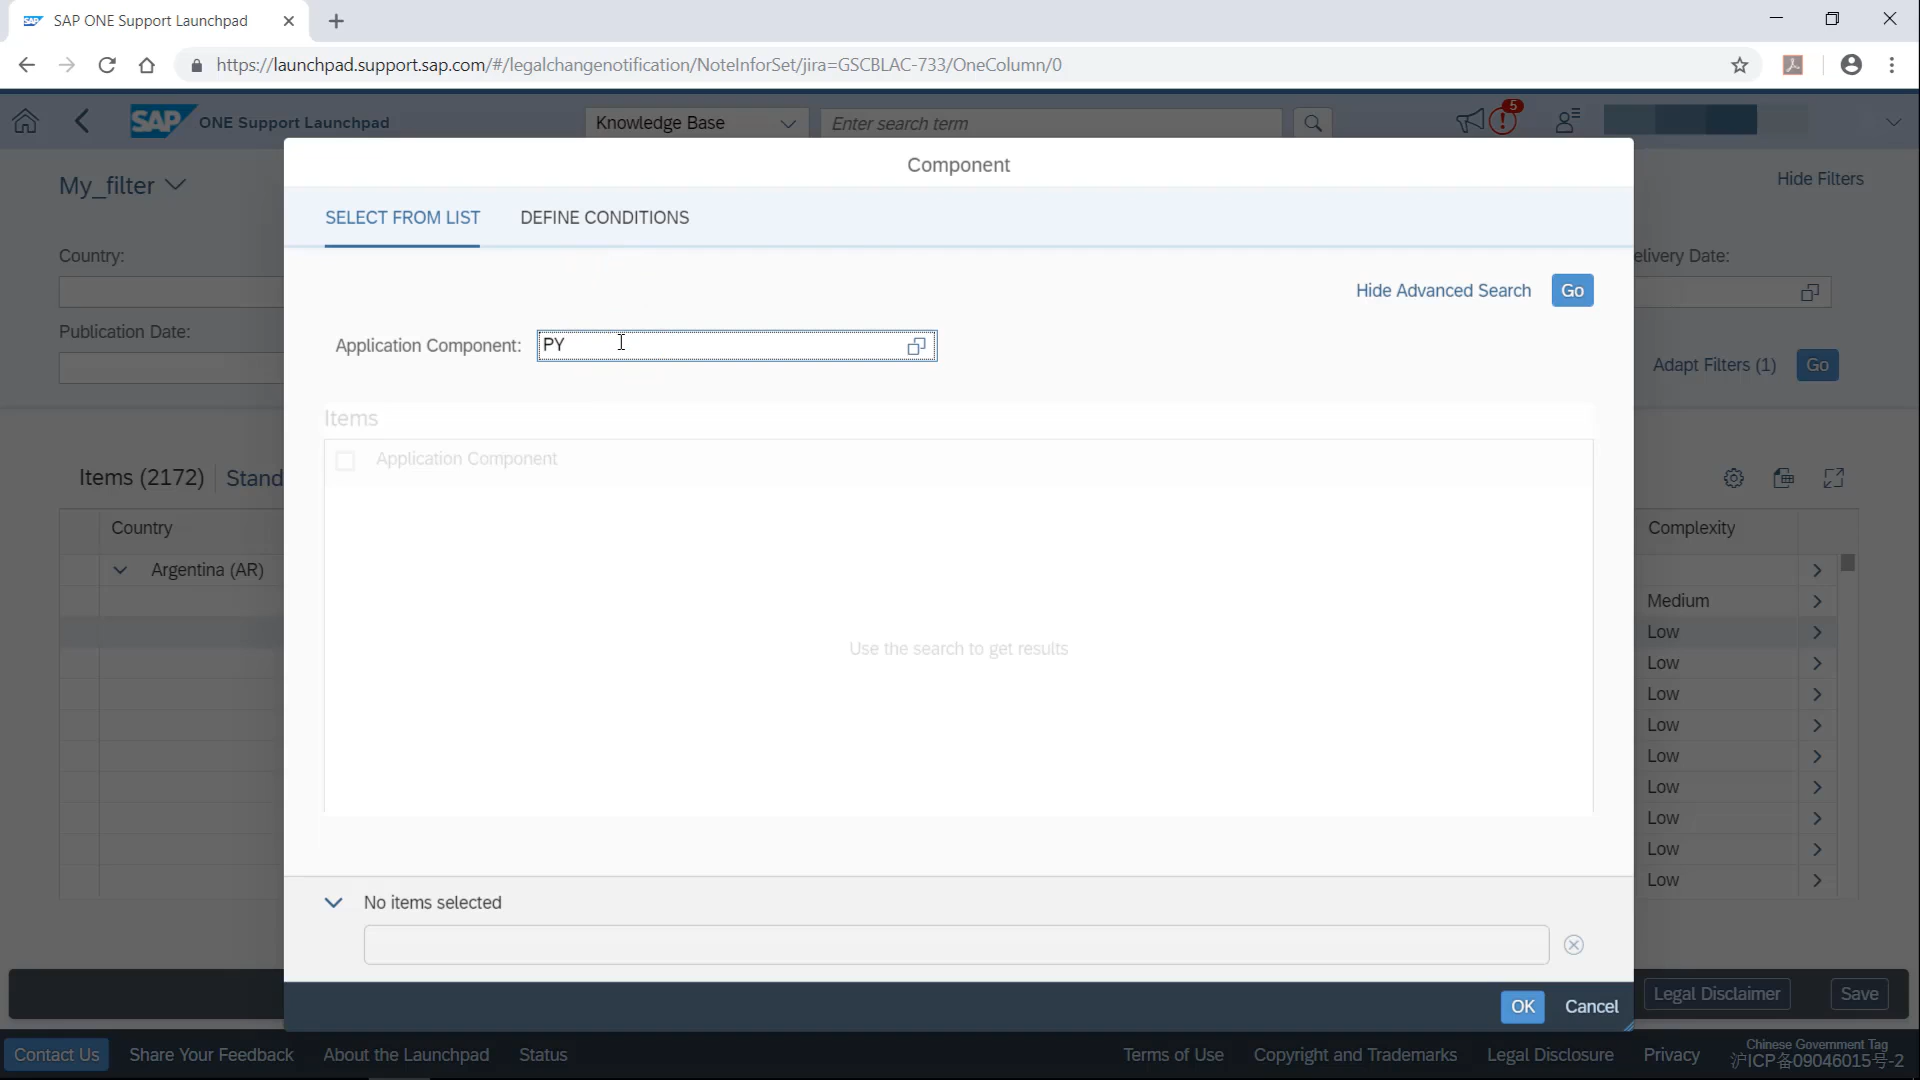 SAP ONE Support Launchpad
https://launchpad.support.sap.com/#/legalchangenotification/NoteInforSet/jira=GSCBLAC-733/OneColumn/0
SAP ONE Support Launchpad
Knowledge Base
Enter search term
5
Component
My_filter
Hide Filters
SELECT FROM LIST
DEFINE CONDITIONS
Country:
elivery Date:
Hide Advanced Search
Go
Publication Date:
Application Component:
PY
Adapt Filters (1)
Go
Items
Application Component
Items (2172)
Stand
Country
Complexity
Argentina (AR)
Medium
Low
Use the search to get results
Low
Low
Low
Low
Low
Low
Low
Low
No items selected
Legal Disclaimer
Save
OK
Cancel
Contact Us
Share Your Feedback
About the Launchpad
Status
Terms of Use
Copyright and Trademarks
Legal Disclosure
Privacy
Chinese Government Tag
沪ICP备09046015号-2